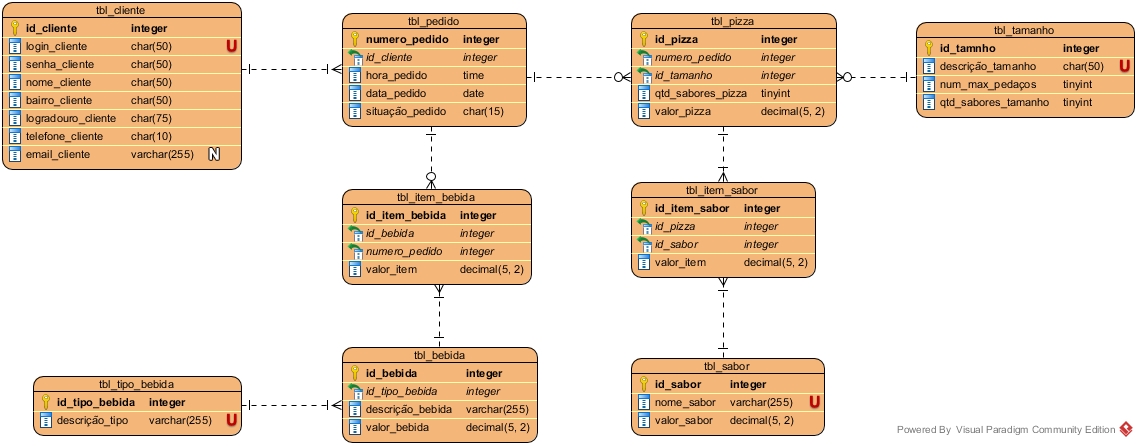 tbl_cliente
id_cliente integer
login_cliente char(50) U
senha_cliente char(50)
nome_cliente char(50)
bairro_cliente char(50)
logradouro_cliente char(75)
telefone_cliente char(10)
email_cliente varchar(255) N
tbl_pedido
numero_pedido integer
id_cliente integer
hora_pedido time
data_pedido date
situação_pedido char(15)
tbl_pizza
id_pizza integer
numero_pedido integer
id_tamanho integer
qtd_sabores_pizza tinyint
valor_pizza decimal(5, 2)
tbl_tamanho
id_tamnho integer
descrição_tamanho char(50) U
num_max_pedaços tinyint
qtd_sabores_tamanho tinyint
tbl_item_bebida
id_item_bebida integer
id_bebida integer
numero_pedido integer
valor_item decimal(5, 2)
tbl_item_sabor
id_item_sabor integer
id_pizza integer
id_sabor integer
valor_item decimal(5, 2)
tbl_tipo_bebida
id_tipo_bebida integer
descrição_tipo varchar(255) U
tbl_bebida
id_bebida integer
id_tipo_bebida integer
descrição_bebida varchar(255)
valor_bebida decimal(5, 2)
tbl_sabor
id_sabor integer
nome_sabor varchar(255) U
valor_sabor decimal(5, 2)
Powered By Visual Paradigm Community Edition